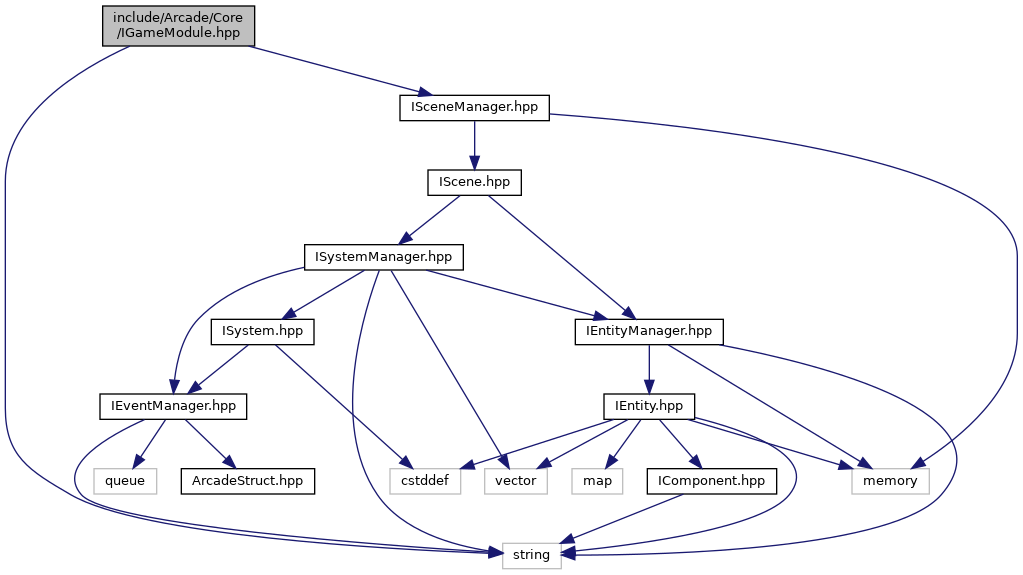 include/Arcade/Core
/IGameModule.hpp
ISceneManager.hpp
IScene.hpp
ISystemManager.hpp
ISystem.hpp
IEntityManager.hpp
IEventManager.hpp
IEntity.hpp
queue
ArcadeStruct.hpp
cstddef
vector
map
IComponent.hpp
memory
string